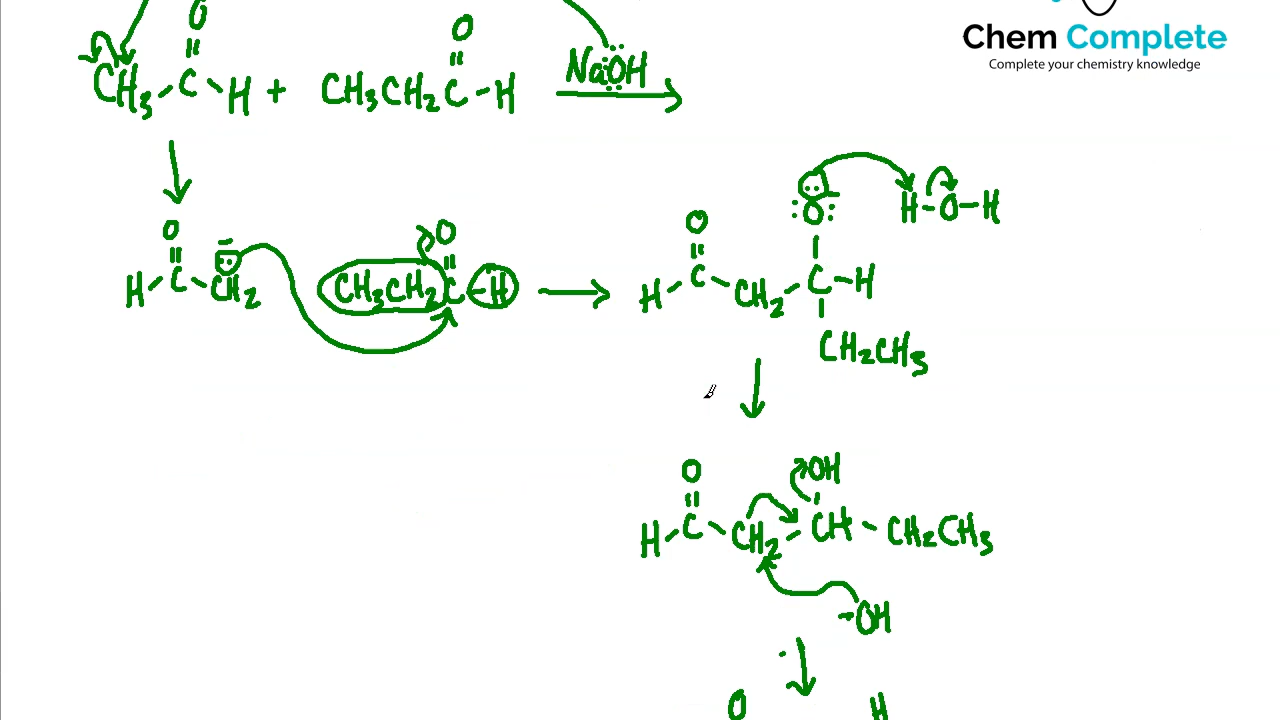 Chem Complete
Complete your chemistry knowledge
O O
CH₃-C-H + CH₃CH₂C-H NaOH
O O
H-C-CH₂ CH₃CH₂C-H
O O H-O-H
H-C-CH₂-C-H
CH₂CH₃
O OH
H-C-CH₂-CH-CH₂CH₃
-OH
O H